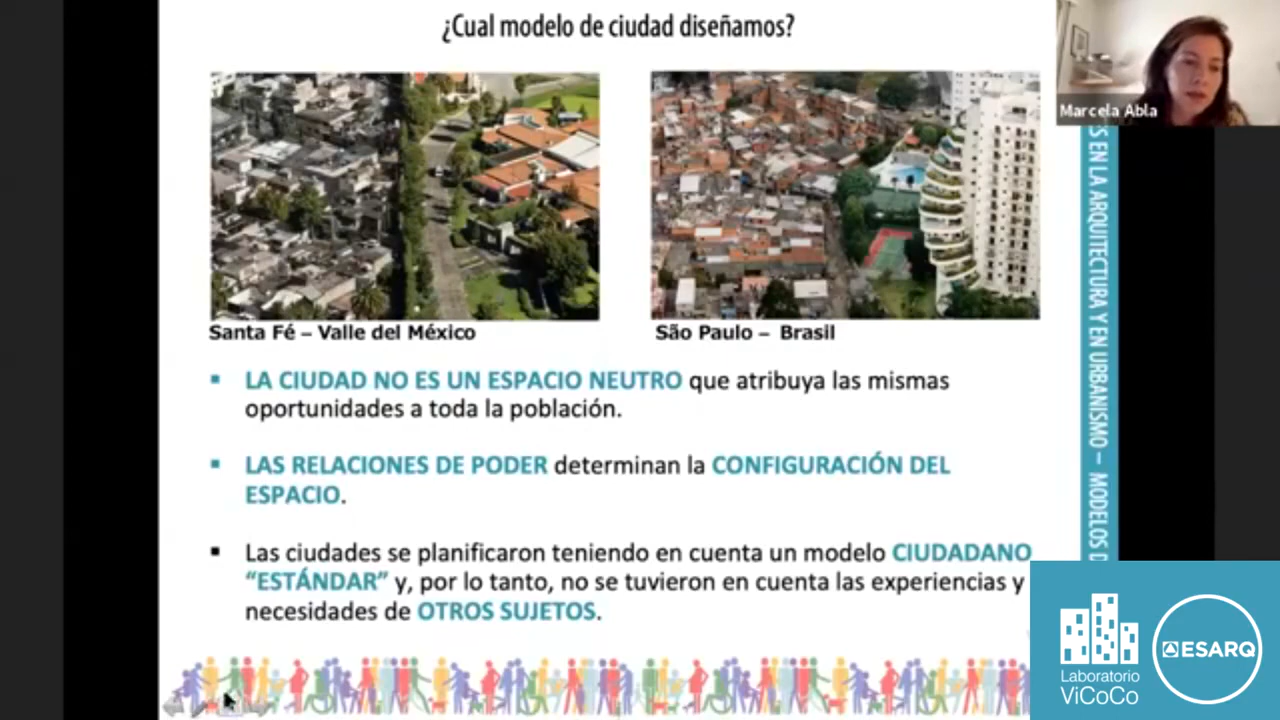 ¿Cual modelo de ciudad diseñamos?
Marcela Abla
Santa Fé – Valle del México
São Paulo – Brasil
LA CIUDAD NO ES UN ESPACIO NEUTRO que atribuya las mismas
oportunidades a toda la población.
LAS RELACIONES DE PODER determinan la CONFIGURACIÓN DEL
ESPACIO.
Las ciudades se planificaron teniendo en cuenta un modelo CIUDADANO
“ESTÁNDAR” y, por lo tanto, no se tuvieron en cuenta las experiencias y
necesidades de OTROS SUJETOS.
EN LA ARQUITECTURA Y EN URBANISMO – MODELOS
Laboratorio
ViCoCo
ESARQ